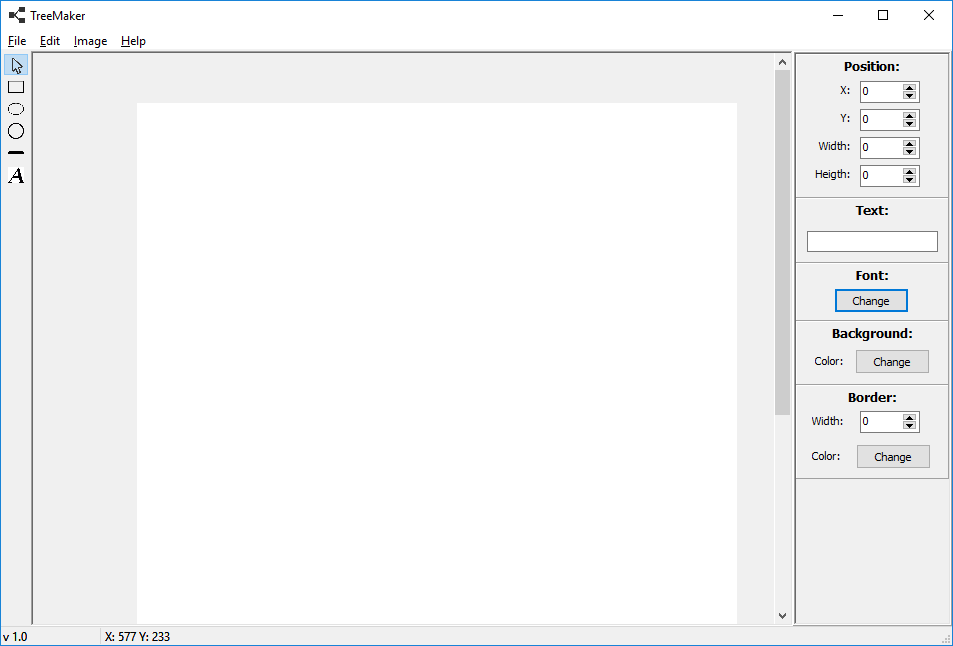 TreeMaker
File Edit Image Help
A
Position:
X: 0
Y: 0
Width: 0
Heigth: 0
Text:
Font:
Change
Background:
Color: Change
Border:
Width: 0
Color: Change
v 1.0 X: 577 Y: 233